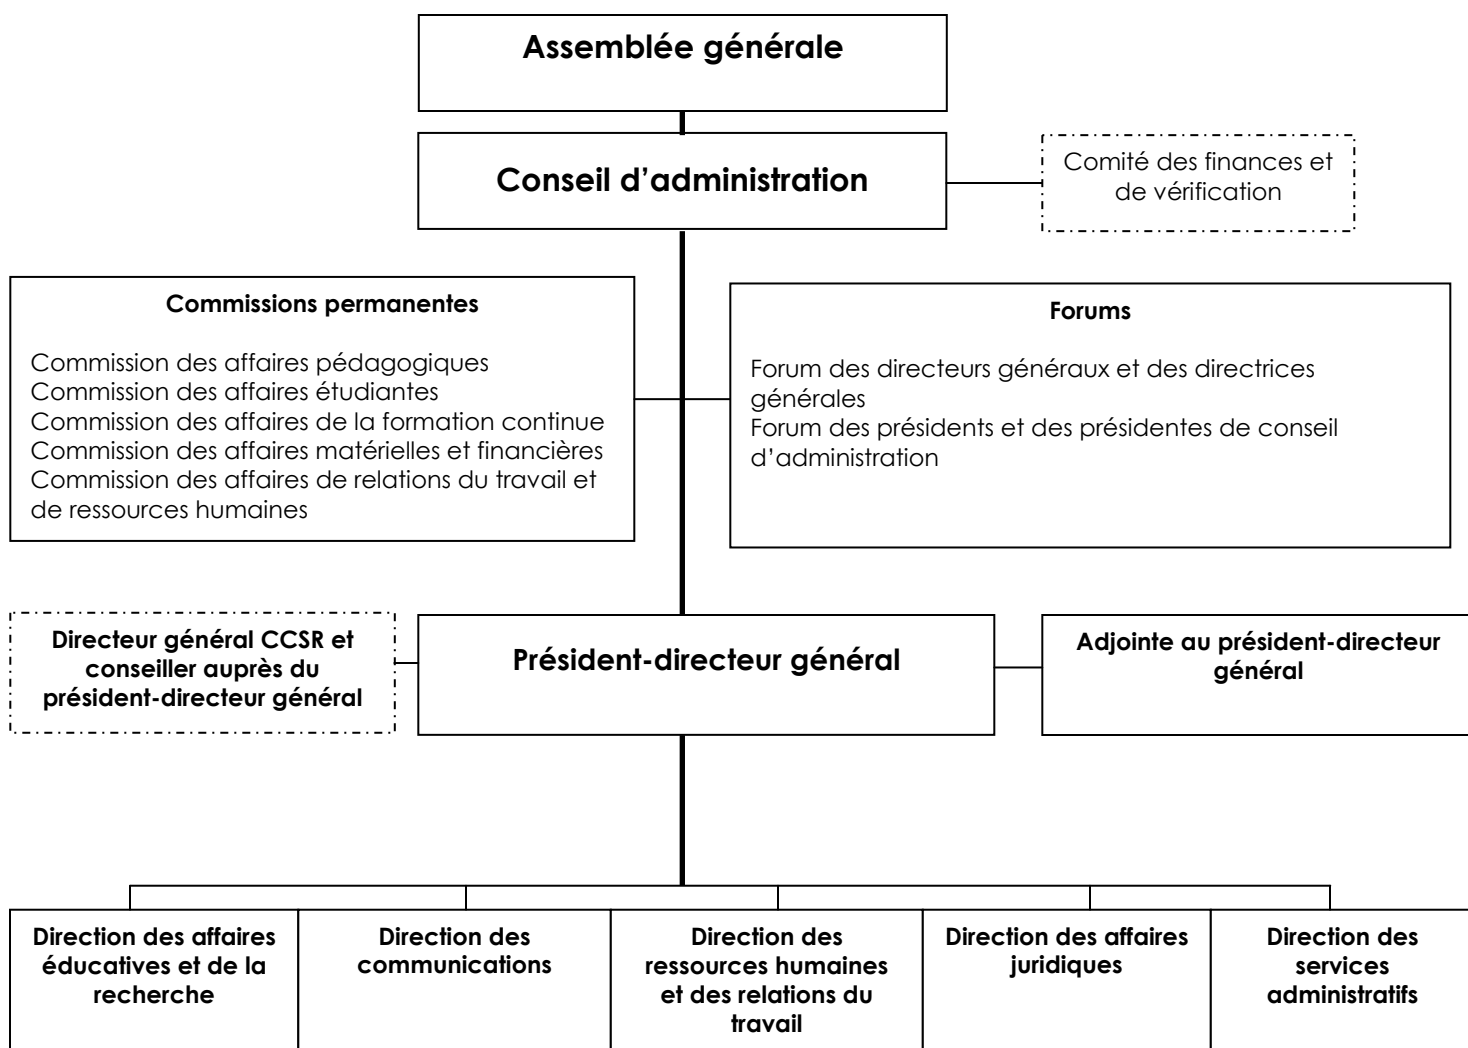 Assemblée générale
Conseil d’administration
Comité des finances et
de vérification
Commissions permanentes
Commission des affaires pédagogiques
Commission des affaires étudiantes
Commission des affaires de la formation continue
Commission des affaires matérielles et financières
Commission des affaires de relations du travail et
de ressources humaines
Forums
Forum des directeurs généraux et des directrices
générales
Forum des présidents et des présidentes de conseil
d’administration
Directeur général CCSR et
conseiller auprès du
président-directeur général
Président-directeur général
Adjointe au président-directeur
général
Direction des affaires
éducatives et de la
recherche
Direction des
communications
Direction des
ressources humaines
et des relations du
travail
Direction des affaires
juridiques
Direction des
services
administratifs